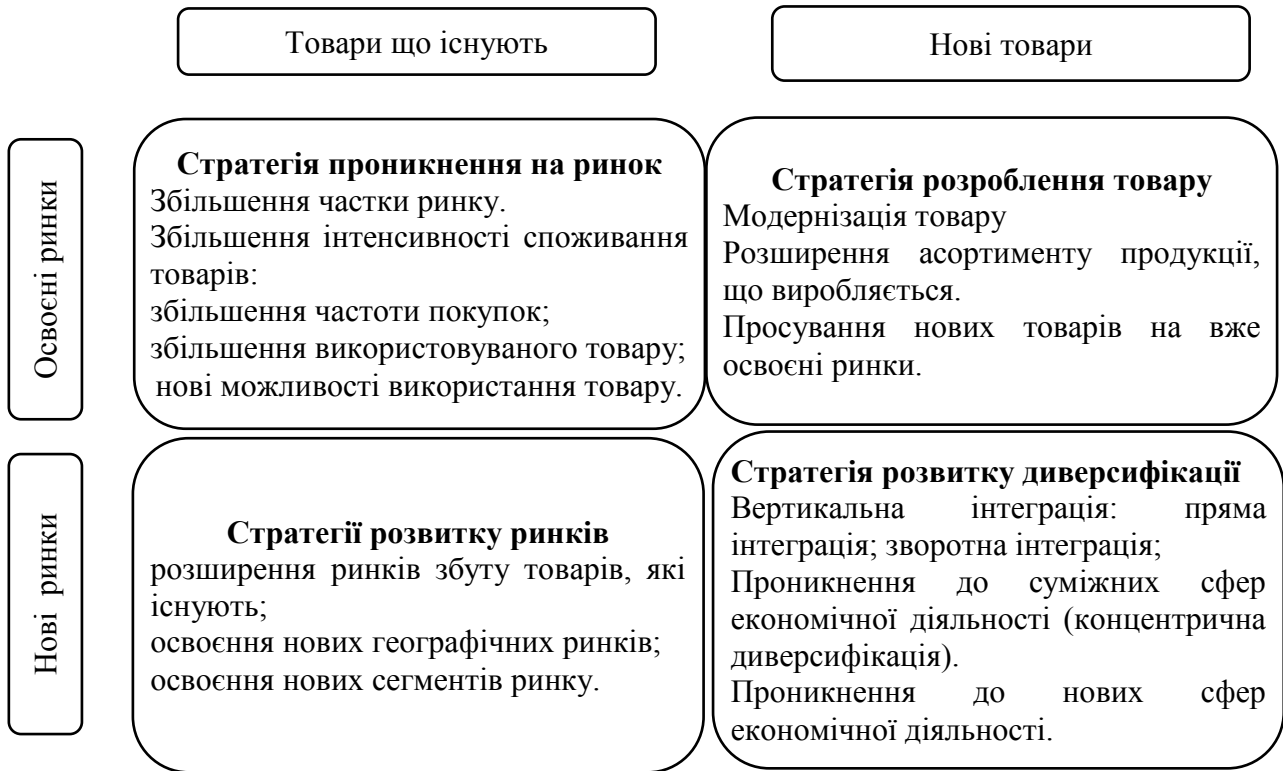 Товари що існують
Нові товари
Освоєні ринки
Стратегія проникнення на ринок
Збільшення частки ринку.
Збільшення інтенсивності споживання
товарів:
збільшення частоти покупок;
збільшення використовуваного товару;
нові можливості використання товару.
Стратегія розроблення товару
Модернізація товару
Розширення асортименту продукції,
що виробляється.
Просування нових товарів на вже
освоєні ринки.
Нові ринки
Стратегії розвитку ринків
розширення ринків збуту товарів, які
існують;
освоєння нових географічних ринків;
освоєння нових сегментів ринку.
Стратегія розвитку диверсифікації
Вертикальна інтеграція: пряма
інтеграція; зворотна інтеграція;
Проникнення до суміжних сфер
економічної діяльності (концентрична
диверсифікація).
Проникнення до нових сфер
економічної діяльності.